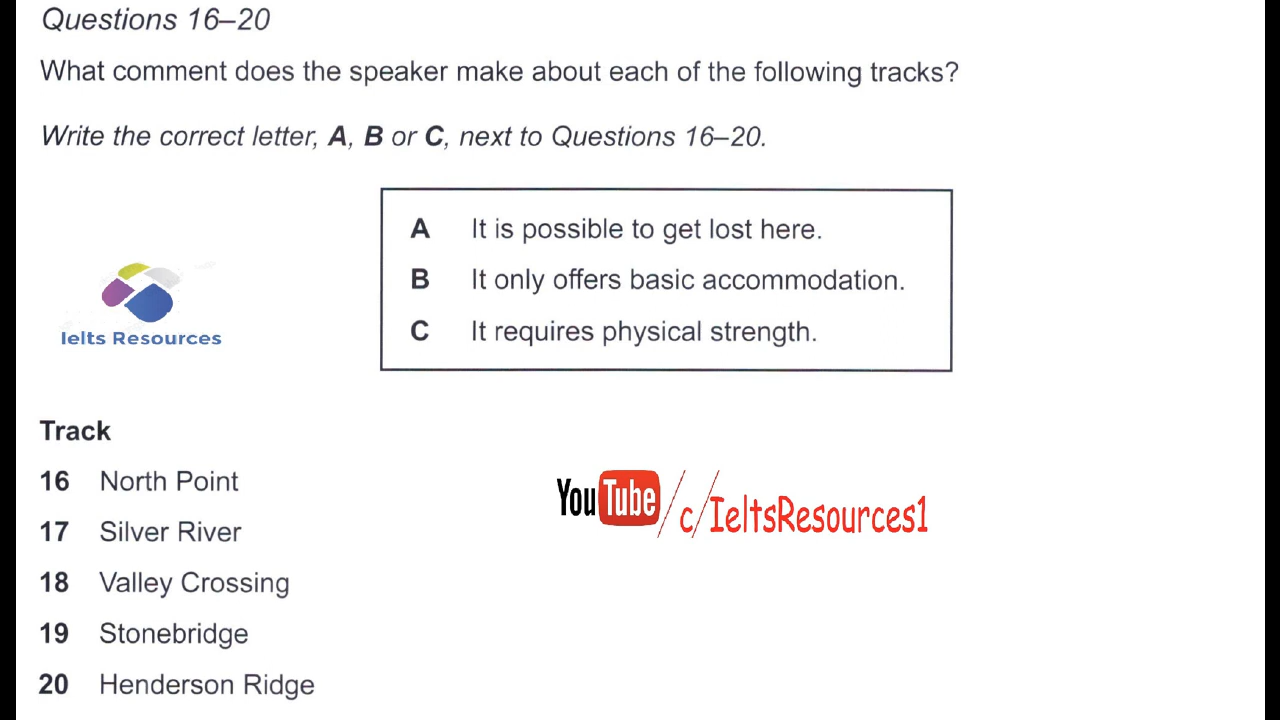 Questions 16–20
What comment does the speaker make about each of the following tracks?
Write the correct letter, A, B or C, next to Questions 16–20.
A It is possible to get lost here.
B It only offers basic accommodation.
C It requires physical strength.
Ielts Resources
Track
16 North Point
17 Silver River
18 Valley Crossing
19 Stonebridge
20 Henderson Ridge
YouTube/c/IeltsResources1